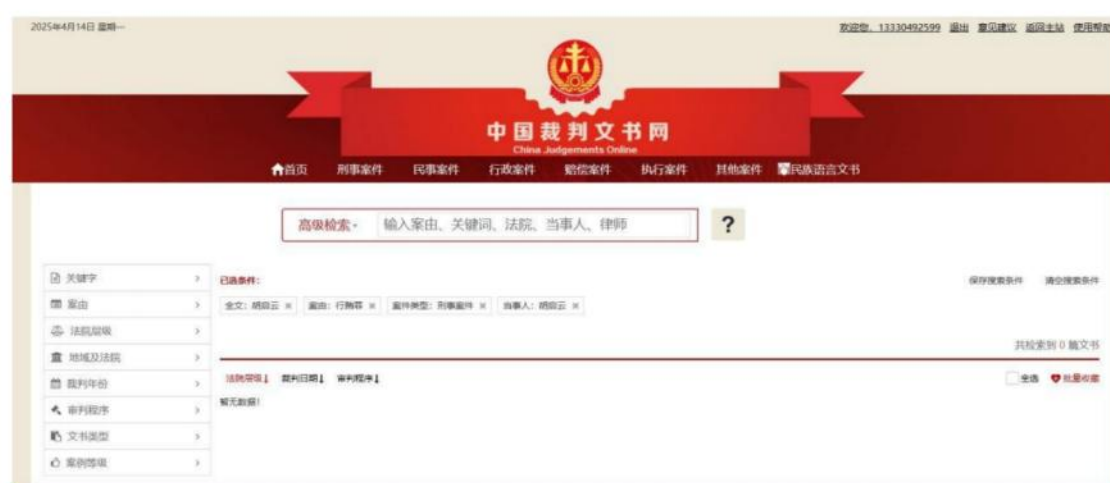 2025年4月14日 星期一
欢迎您，13330492599 退出 意见建议 返回主站 使用帮助
中国裁判文书网
China Judgements Online
首页 刑事案件 民事案件 行政案件 赔偿案件 执行案件 其他案件 民族语言文书
高级检索 输入案由、关键词、法院、当事人、律师 ?
关键字
案由
法院层级
地域及法院
裁判年份
审判程序
文书类型
案例等级
已选条件：
保存搜索条件 清空搜索条件
全文：胡启云 × 案由：行贿罪 × 案件类型：刑事案件 × 当事人：胡启云 ×
共检索到 0 篇文书
法院层级↓ 裁判日期↓ 审判程序↓
全选 批量收藏
暂无数据！